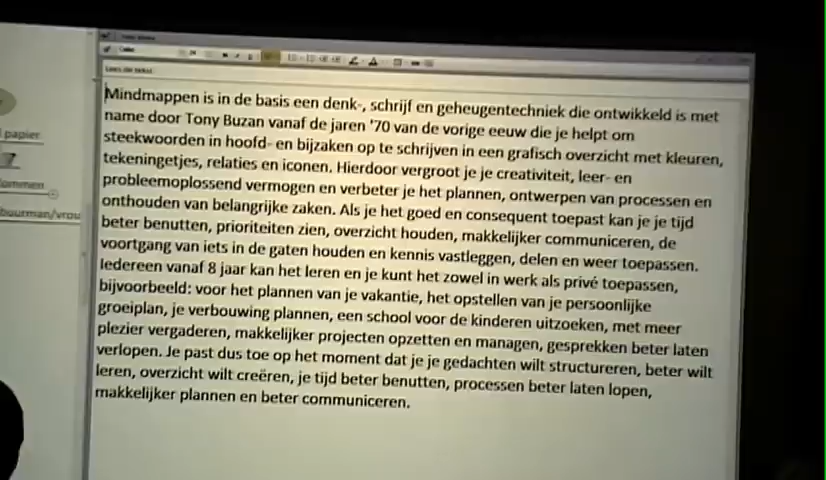 papier
7
ommen
buurman/vrou
Lees de tekst
Mindmappen is in de basis een denk-, schrijf en geheugentechniek die ontwikkeld is met
name door Tony Buzan vanaf de jaren '70 van de vorige eeuw die je helpt om
steekwoorden in hoofd- en bijzaken op te schrijven in een grafisch overzicht met kleuren,
tekeningetjes, relaties en iconen. Hierdoor vergroot je je creativiteit, leer- en
probleemoplossend vermogen en verbeter je het plannen, ontwerpen van processen en
onthouden van belangrijke zaken. Als je het goed en consequent toepast kan je je tijd
beter benutten, prioriteiten zien, overzicht houden, makkelijker communiceren, de
voortgang van iets in de gaten houden en kennis vastleggen, delen en weer toepassen.
Iedereen vanaf 8 jaar kan het leren en je kunt het zowel in werk als privé toepassen,
bijvoorbeeld: voor het plannen van je vakantie, het opstellen van je persoonlijke
groeiplan, je verbouwing plannen, een school voor de kinderen uitzoeken, met meer
plezier vergaderen, makkelijker projecten opzetten en managen, gesprekken beter laten
verlopen. Je past dus toe op het moment dat je je gedachten wilt structureren, beter wilt
leren, overzicht wilt creëren, je tijd beter benutten, processen beter laten lopen,
makkelijker plannen en beter communiceren.